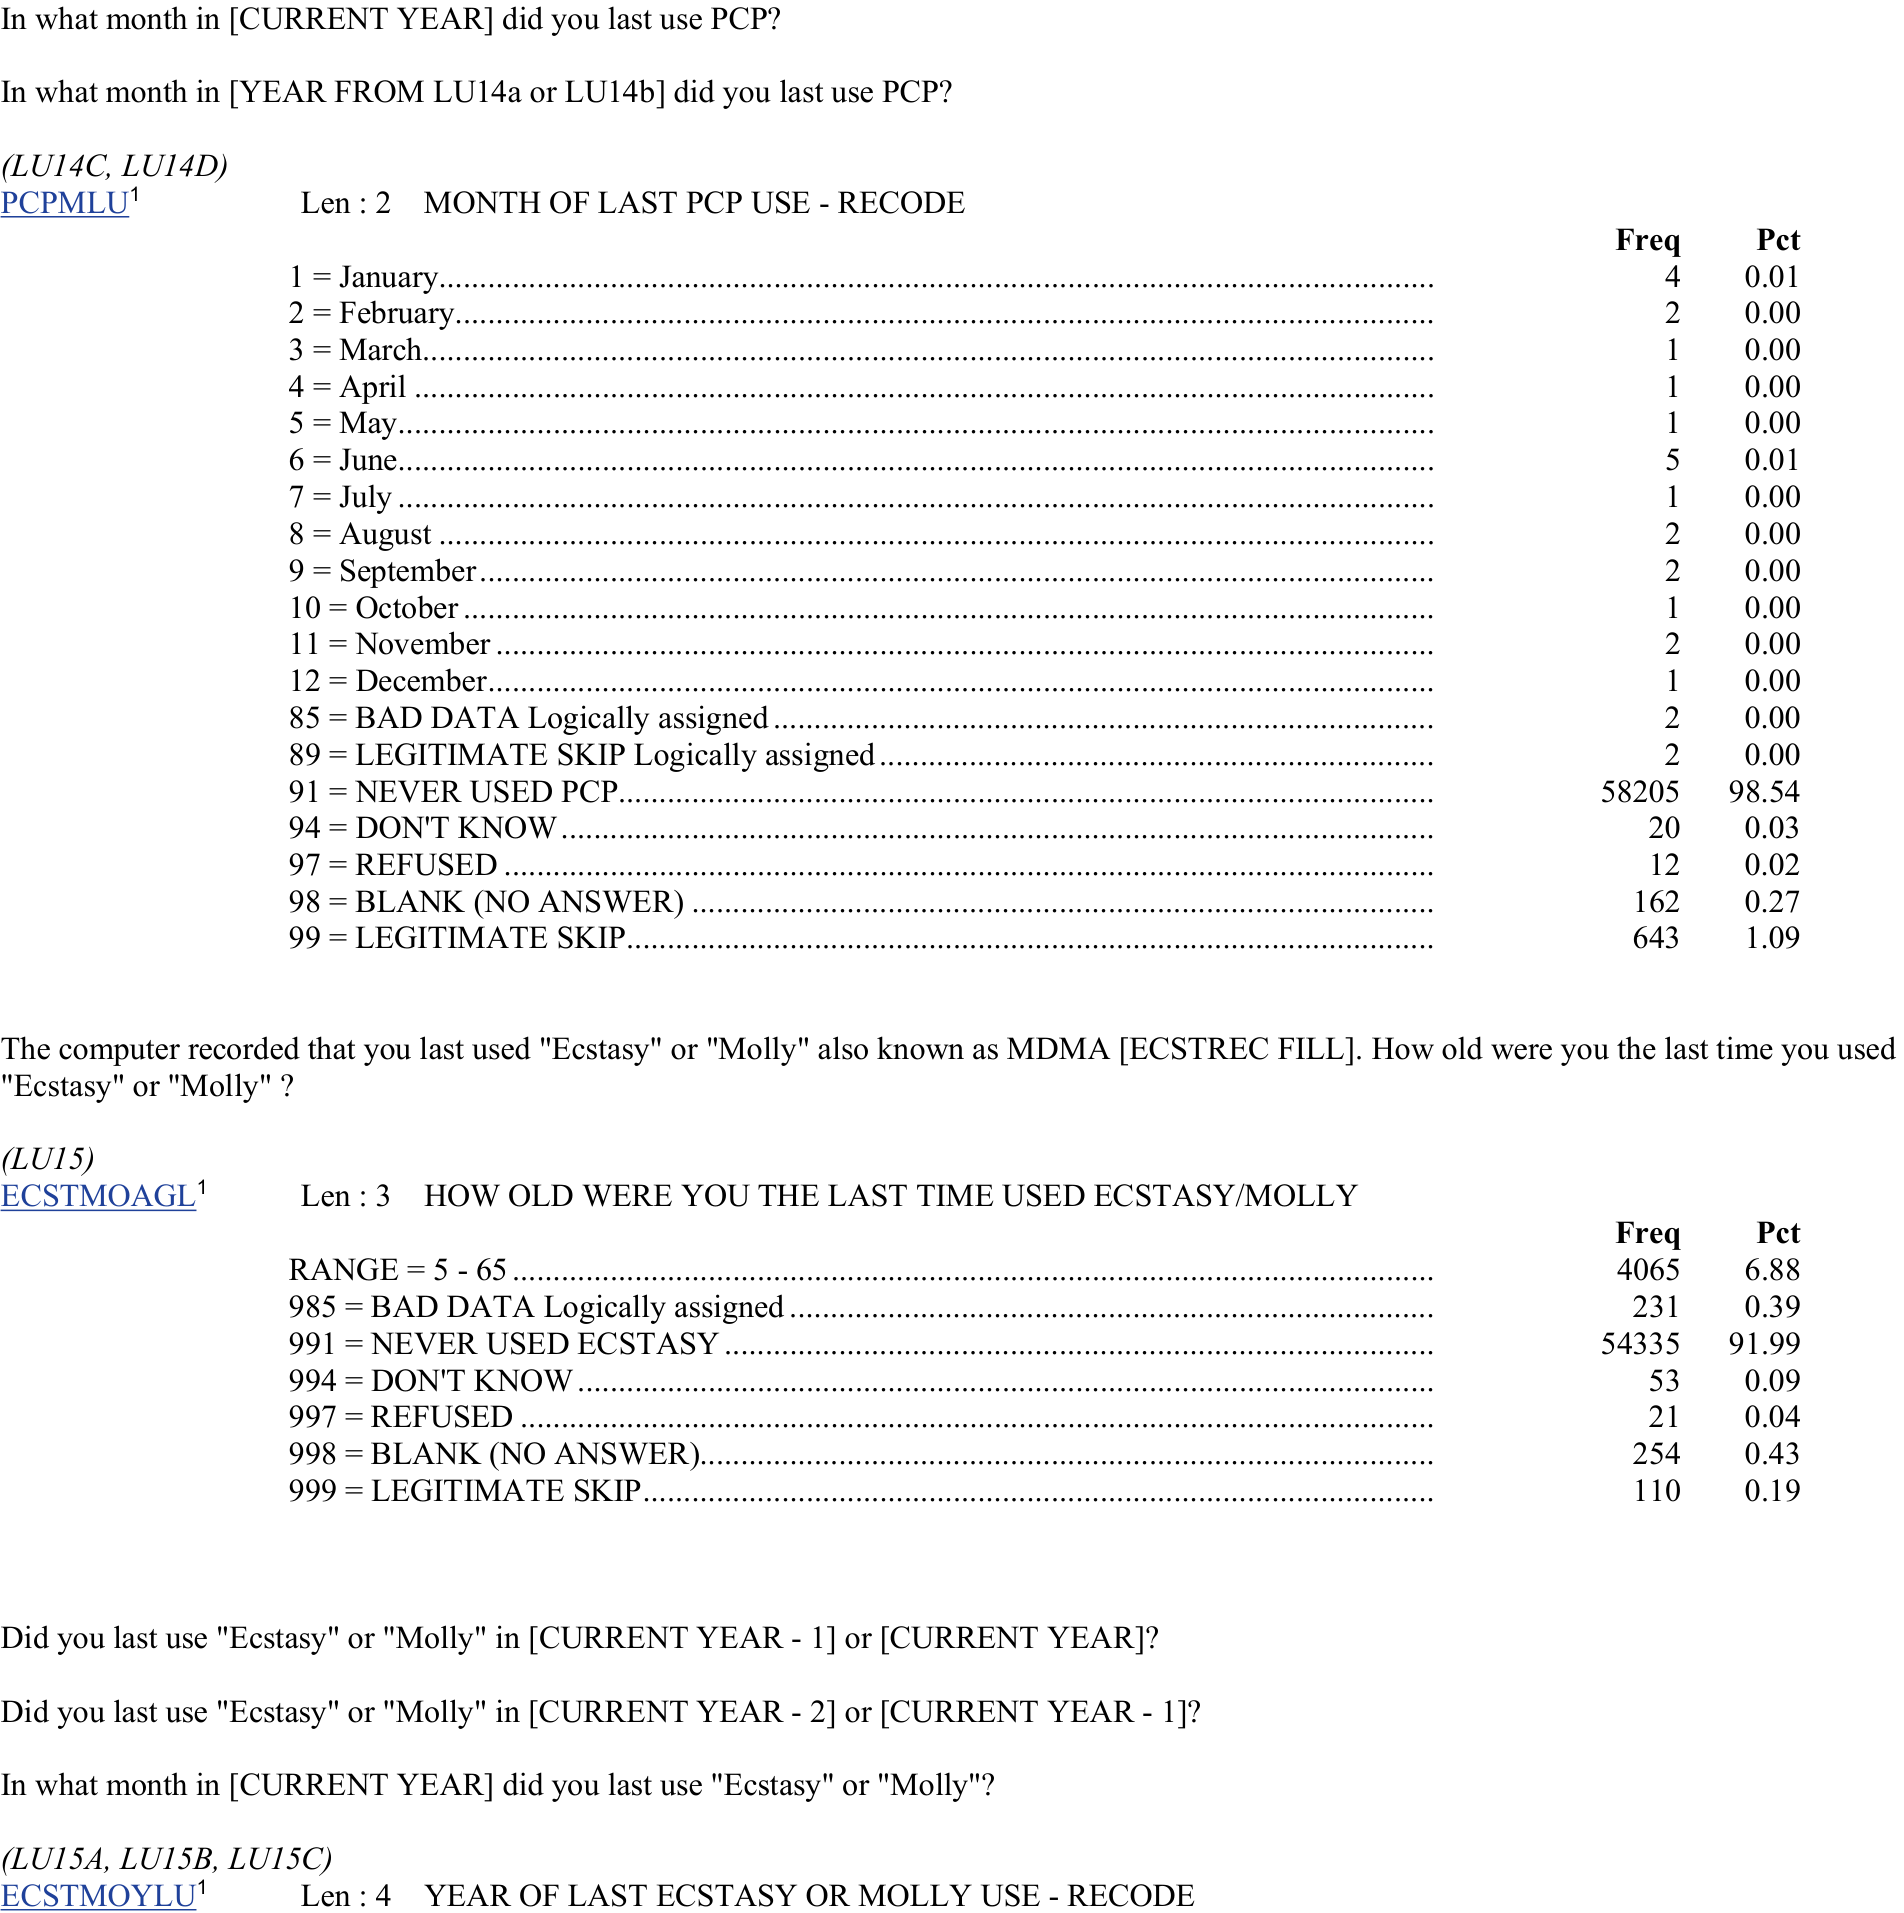 In what month in [CURRENT YEAR] did you last use PCP?
In what month in [YEAR FROM LU14a or LU14b] did you last use PCP?
(LU14C, LU14D)
PCPMLU1 Len : 2 MONTH OF LAST PCP USE - RECODE
Freq Pct
1 = January 4 0.01
2 = February 2 0.00
3 = March 1 0.00
4 = April 1 0.00
5 = May 1 0.00
6 = June 5 0.01
7 = July 1 0.00
8 = August 2 0.00
9 = September 2 0.00
10 = October 1 0.00
11 = November 2 0.00
12 = December 1 0.00
85 = BAD DATA Logically assigned 2 0.00
89 = LEGITIMATE SKIP Logically assigned 2 0.00
91 = NEVER USED PCP 58205 98.54
94 = DON'T KNOW 20 0.03
97 = REFUSED 12 0.02
98 = BLANK (NO ANSWER) 162 0.27
99 = LEGITIMATE SKIP 643 1.09
The computer recorded that you last used "Ecstasy" or "Molly" also known as MDMA [ECSTREC FILL]. How old were you the last time you used
"Ecstasy" or "Molly" ?
(LU15)
ECSTMOAGL1 Len : 3 HOW OLD WERE YOU THE LAST TIME USED ECSTASY/MOLLY
Freq Pct
RANGE = 5 - 65 4065 6.88
985 = BAD DATA Logically assigned 231 0.39
991 = NEVER USED ECSTASY 54335 91.99
994 = DON'T KNOW 53 0.09
997 = REFUSED 21 0.04
998 = BLANK (NO ANSWER) 254 0.43
999 = LEGITIMATE SKIP 110 0.19
Did you last use "Ecstasy" or "Molly" in [CURRENT YEAR - 1] or [CURRENT YEAR]?
Did you last use "Ecstasy" or "Molly" in [CURRENT YEAR - 2] or [CURRENT YEAR - 1]?
In what month in [CURRENT YEAR] did you last use "Ecstasy" or "Molly"?
(LU15A, LU15B, LU15C)
ECSTMOYLU1 Len : 4 YEAR OF LAST ECSTASY OR MOLLY USE - RECODE